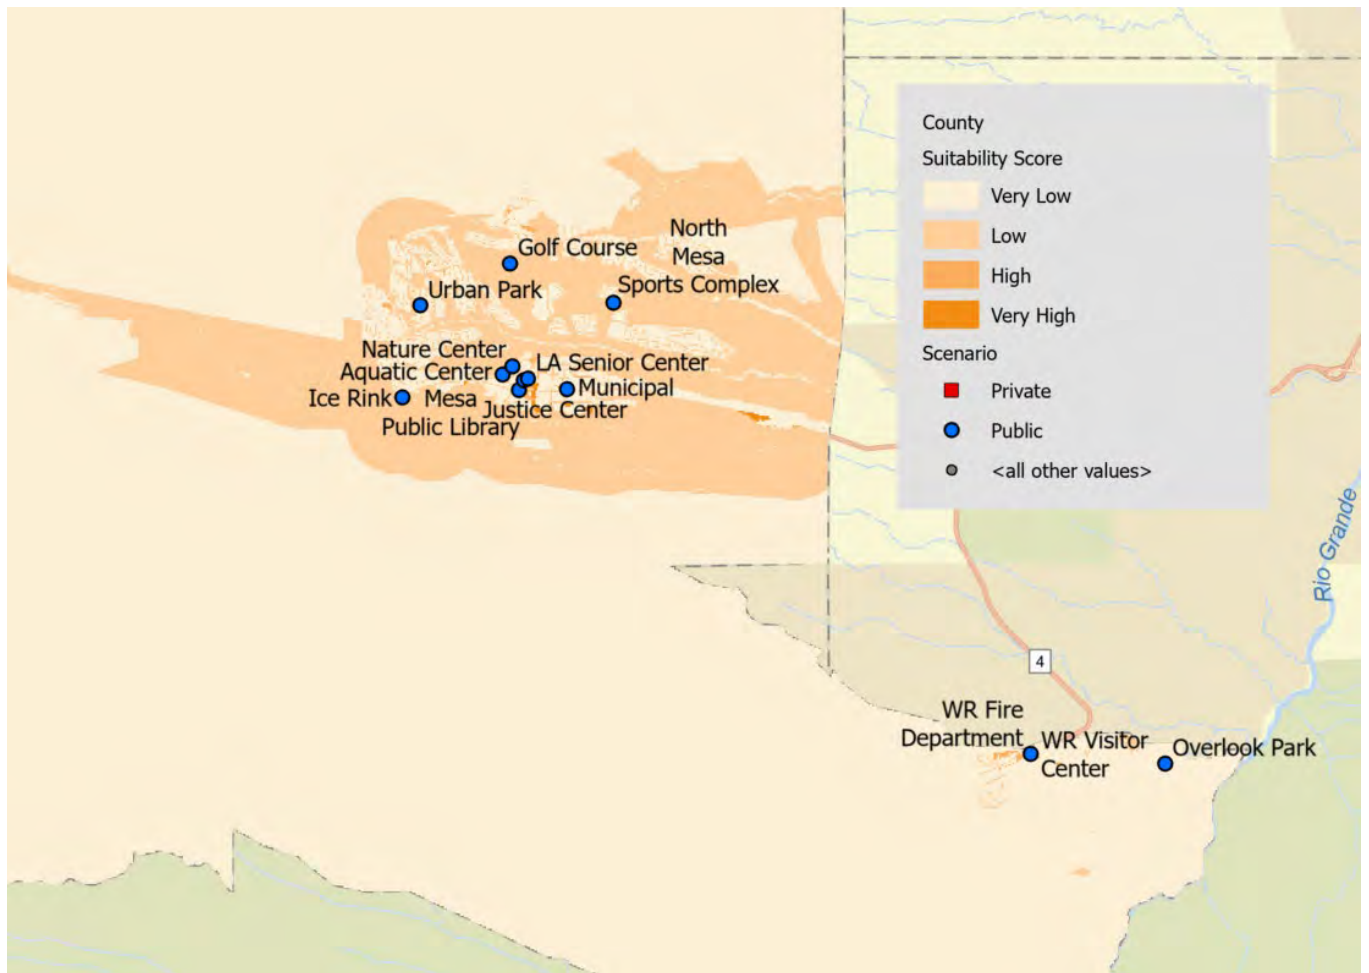 County
Suitability Score
Very Low
Low
High
Very High
Scenario
Private
Public
<all other values>
North
Mesa
Golf Course
Sports Complex
Urban Park
Nature Center
LA Senior Center
Aquatic Center
Municipal
Ice Rink
Mesa
Justice Center
Public Library
Rio Grande
4
WR Fire
Department
WR Visitor
Center
Overlook Park